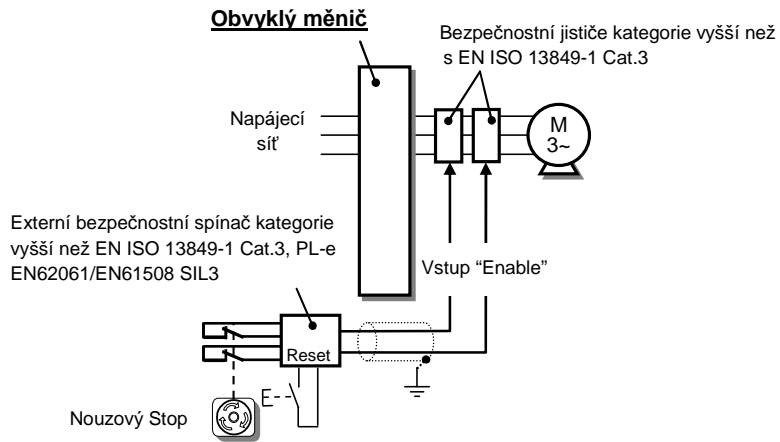 Obvyklý měnič
Bezpečnostní jističe kategorie vyšší než
s EN ISO 13849-1 Cat.3
Napájecí
síť
M
3~
Externí bezpečnostní spínač kategorie
vyšší než EN ISO 13849-1 Cat.3, PL-e
EN62061/EN61508 SIL3
Vstup “Enable”
Reset
Nouzový Stop